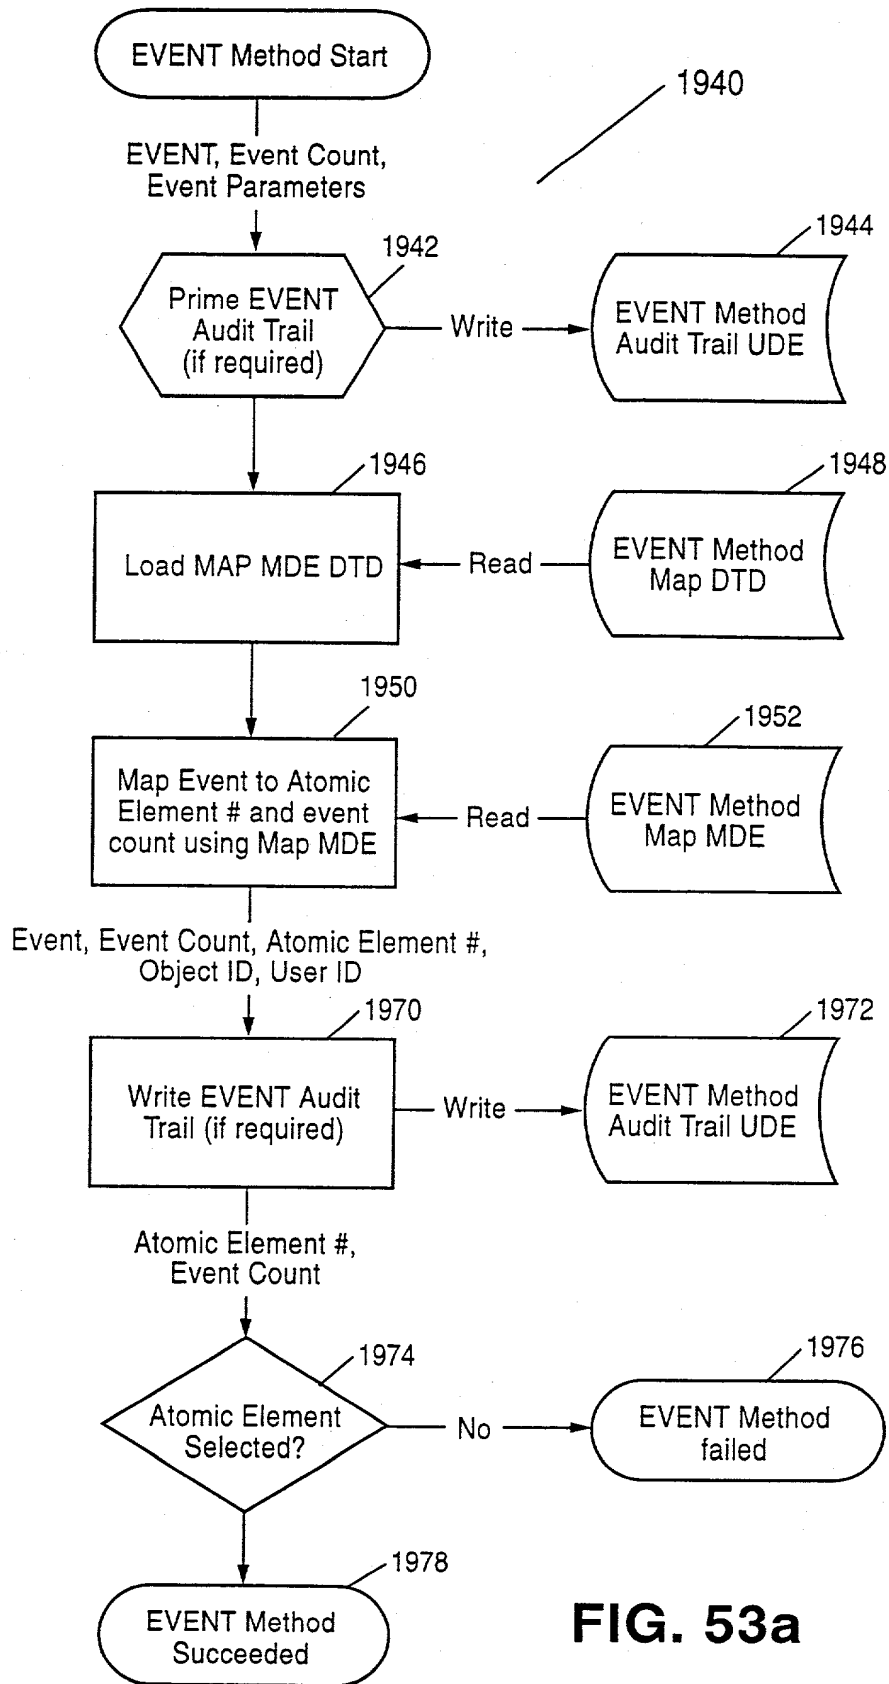 EVENT Method Start
1940
EVENT, Event Count,
Event Parameters
1942
1944
Prime EVENT
Audit Trail
(if required)
Write
EVENT Method
Audit Trail UDE
1946
1948
Load MAP MDE DTD
Read
EVENT Method
Map DTD
1950
1952
Map Event to Atomic
Element # and event
count using Map MDE
Read
EVENT Method
Map MDE
Event, Event Count, Atomic Element #,
Object ID, User ID
1970
1972
Write EVENT Audit
Trail (if required)
Write
EVENT Method
Audit Trail UDE
Atomic Element #,
Event Count
1974
1976
Atomic Element
Selected?
No
EVENT Method
failed
1978
EVENT Method
Succeeded
FIG. 53a